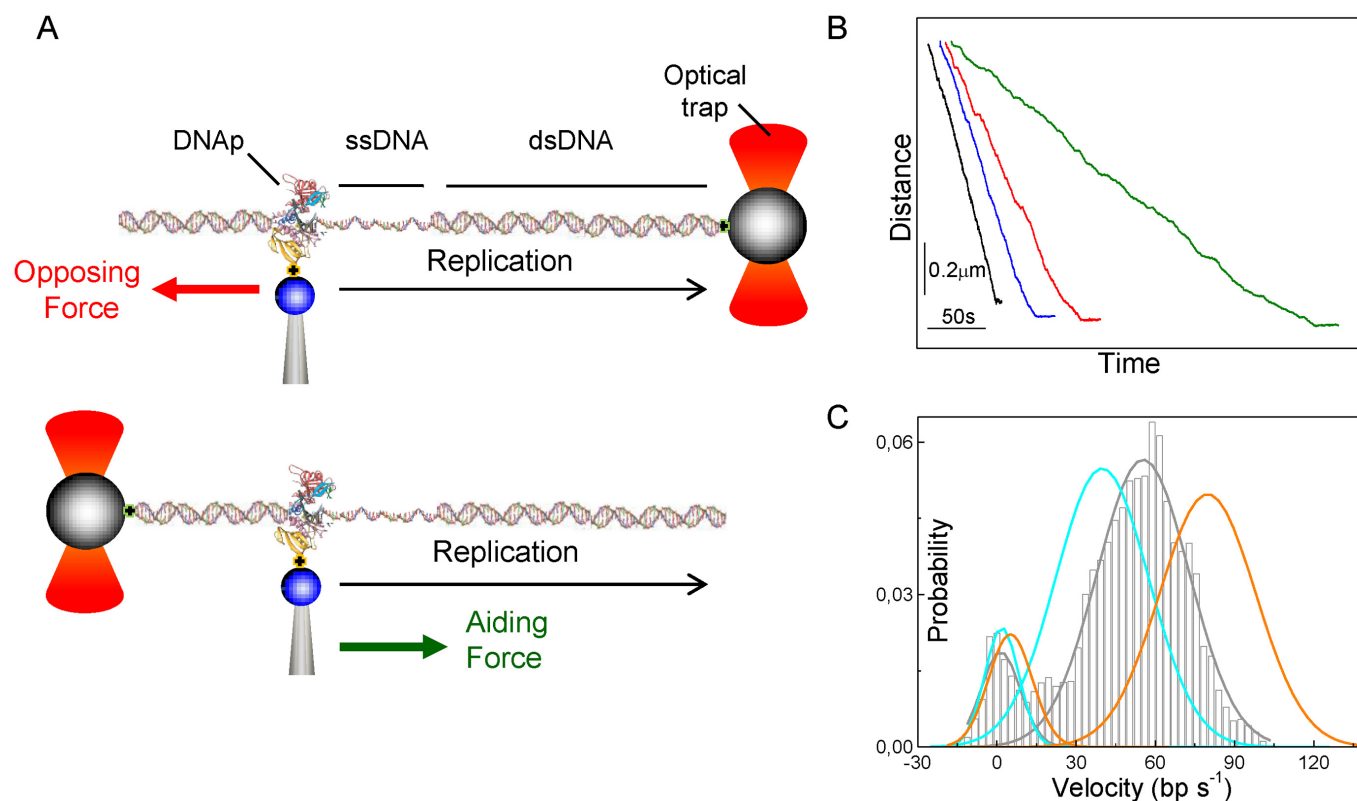 A
Optical
trap
DNAp
ssDNA
dsDNA
Replication
Opposing
Force
Replication
Aiding
Force
B
Distance
0.2μm
50s
Time
C
Probability
0,06
0,03
0,00
-30
0
30
60
90
120
Velocity (bp s⁻¹)